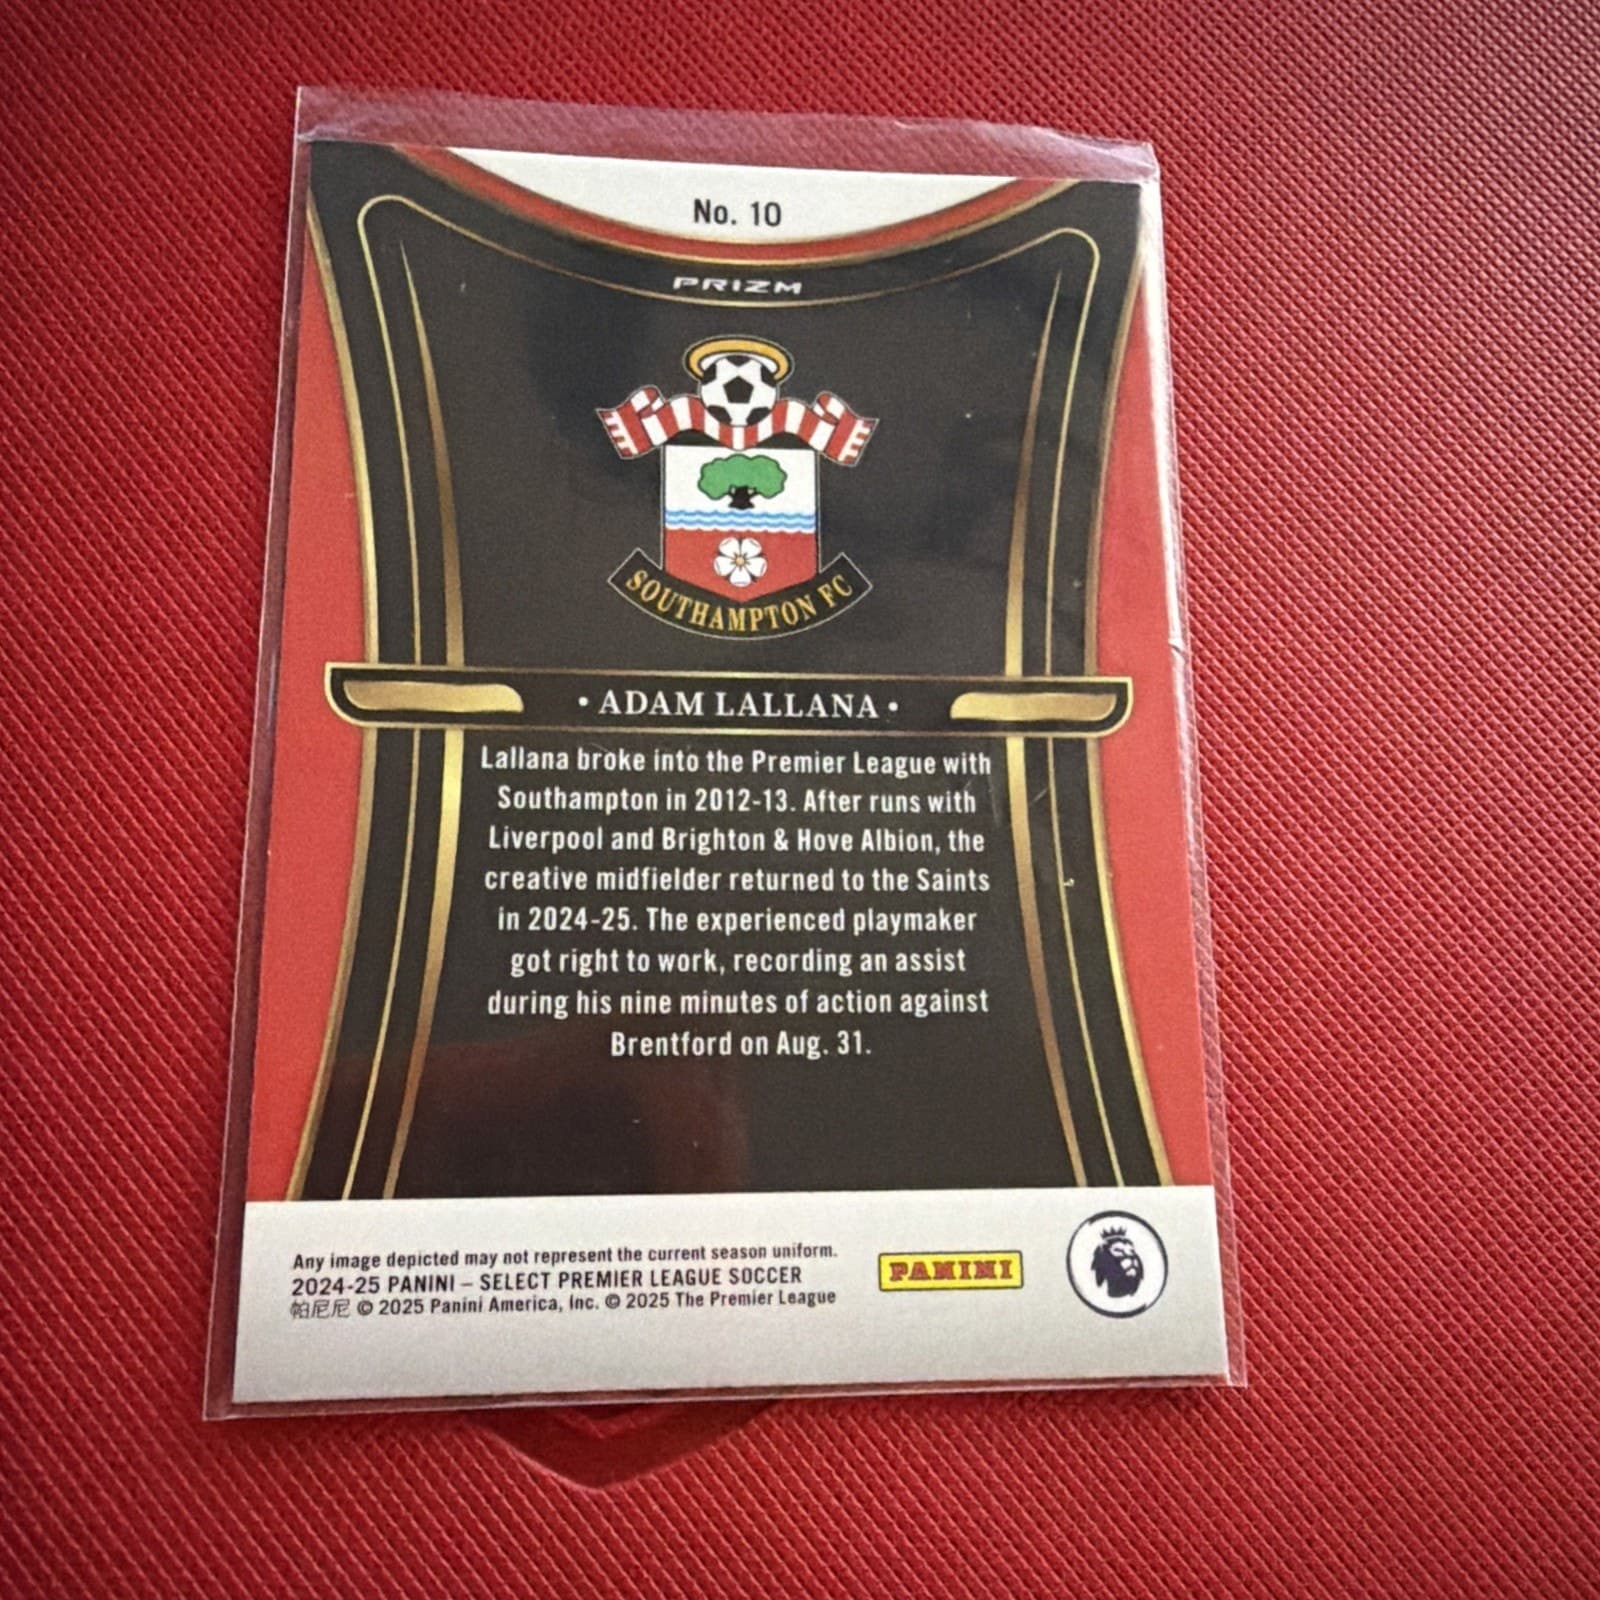 No. 10
PRIZM
SOUTHAMPTON FC
• ADAM LALLANA •
Lallana broke into the Premier League with
Southampton in 2012-13. After runs with
Liverpool and Brighton & Hove Albion, the
creative midfielder returned to the Saints
in 2024-25. The experienced playmaker
got right to work, recording an assist
during his nine minutes of action against
Brentford on Aug. 31.
Any image depicted may not represent the current season uniform.
2024-25 PANINI – SELECT PREMIER LEAGUE SOCCER
帕尼尼 © 2025 Panini America, Inc. © 2025 The Premier League
PANINI